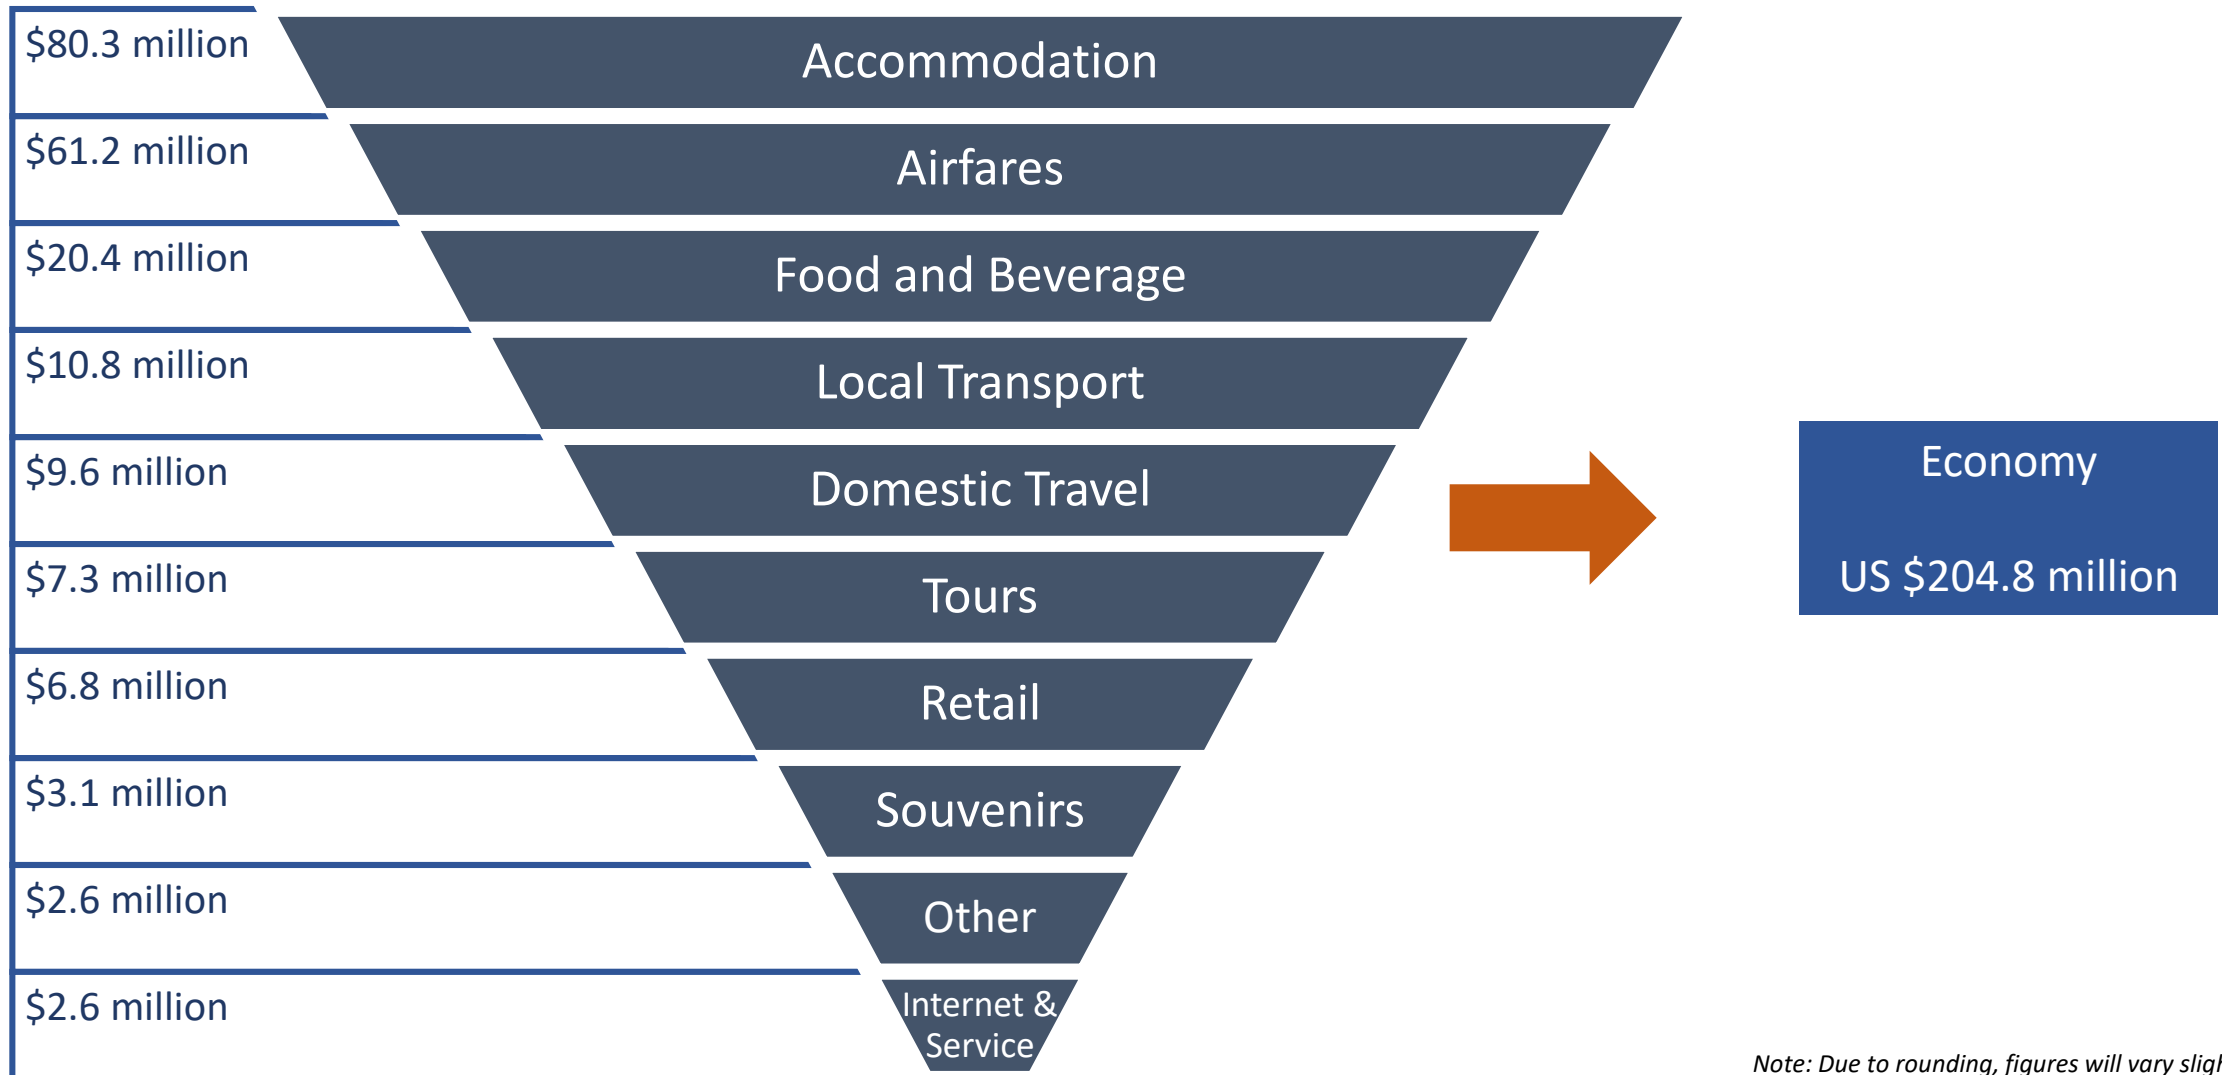 $80.3 million
Accommodation
$61.2 million
Airfares
$20.4 million
Food and Beverage
$10.8 million
Local Transport
$9.6 million
Domestic Travel
$7.3 million
Tours
$6.8 million
Retail
$3.1 million
Souvenirs
$2.6 million
Other
$2.6 million
Internet &
Service
Economy
US $204.8 million
Note: Due to rounding, figures will vary